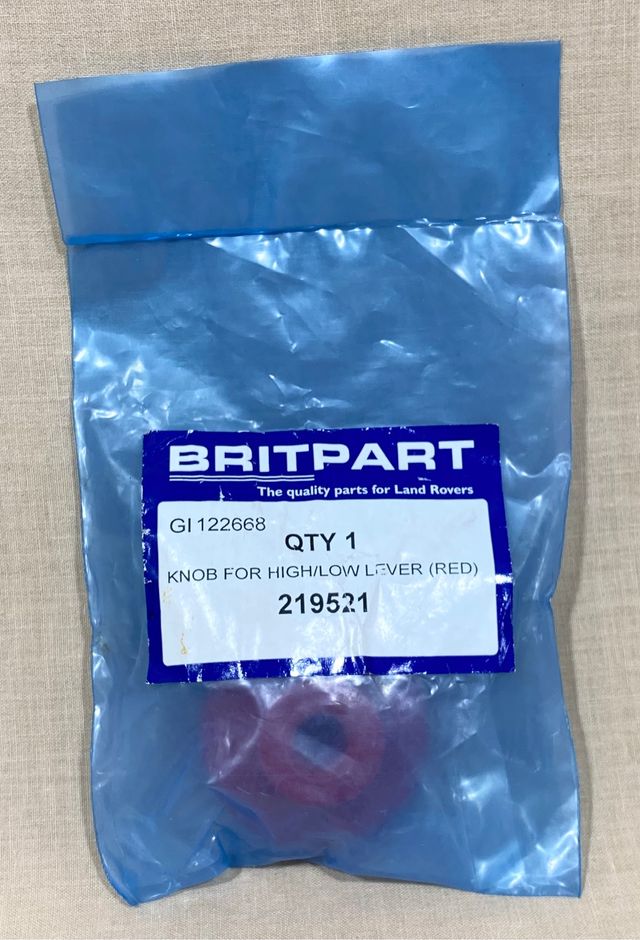 BRITPART
The quality parts for Land Rovers
GI 122668
QTY 1
KNOB FOR HIGH/LOW LEVER (RED)
219521